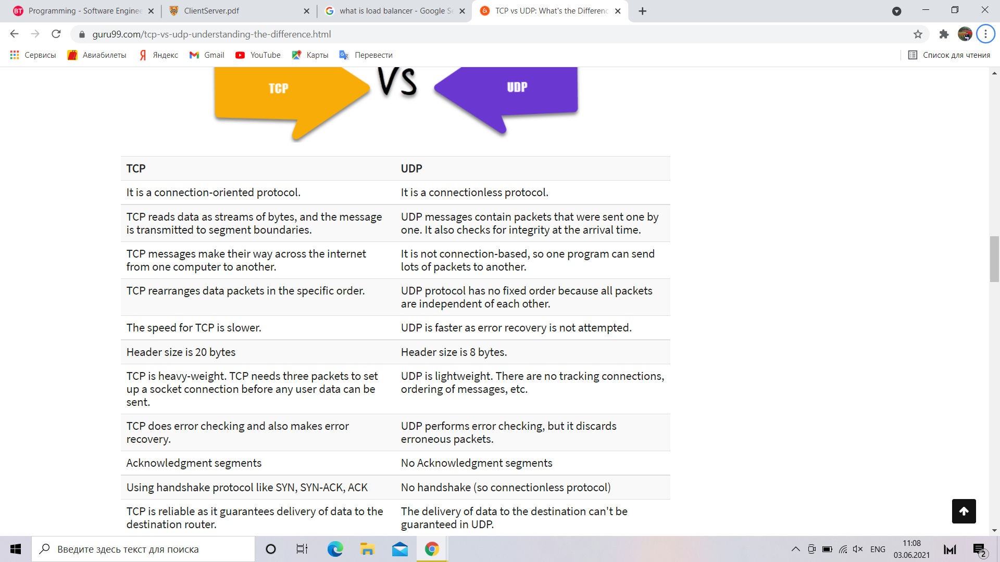 Programming - Software Enginee
ClientServer.pdf
what is load balancer - Google Se
TCP vs UDP: What's the Differenc
guru99.com/tcp-vs-udp-understanding-the-difference.html
Сервисы
Авиабилеты
Яндекс
Gmail
YouTube
Карты
Перевести
Список для чтения
TCP
VS
UDP
TCP
UDP
It is a connection-oriented protocol.
It is a connectionless protocol.
TCP reads data as streams of bytes, and the message
is transmitted to segment boundaries.
UDP messages contain packets that were sent one by
one. It also checks for integrity at the arrival time.
TCP messages make their way across the internet
from one computer to another.
It is not connection-based, so one program can send
lots of packets to another.
TCP rearranges data packets in the specific order.
UDP protocol has no fixed order because all packets
are independent of each other.
The speed for TCP is slower.
UDP is faster as error recovery is not attempted.
Header size is 20 bytes
Header size is 8 bytes.
TCP is heavy-weight. TCP needs three packets to set
up a socket connection before any user data can be
sent.
UDP is lightweight. There are no tracking connections,
ordering of messages, etc.
TCP does error checking and also makes error
recovery.
UDP performs error checking, but it discards
erroneous packets.
Acknowledgment segments
No Acknowledgment segments
Using handshake protocol like SYN, SYN-ACK, ACK
No handshake (so connectionless protocol)
TCP is reliable as it guarantees delivery of data to the
destination router.
The delivery of data to the destination can't be
guaranteed in UDP.
Введите здесь текст для поиска
ENG
11:08
03.06.2021
2